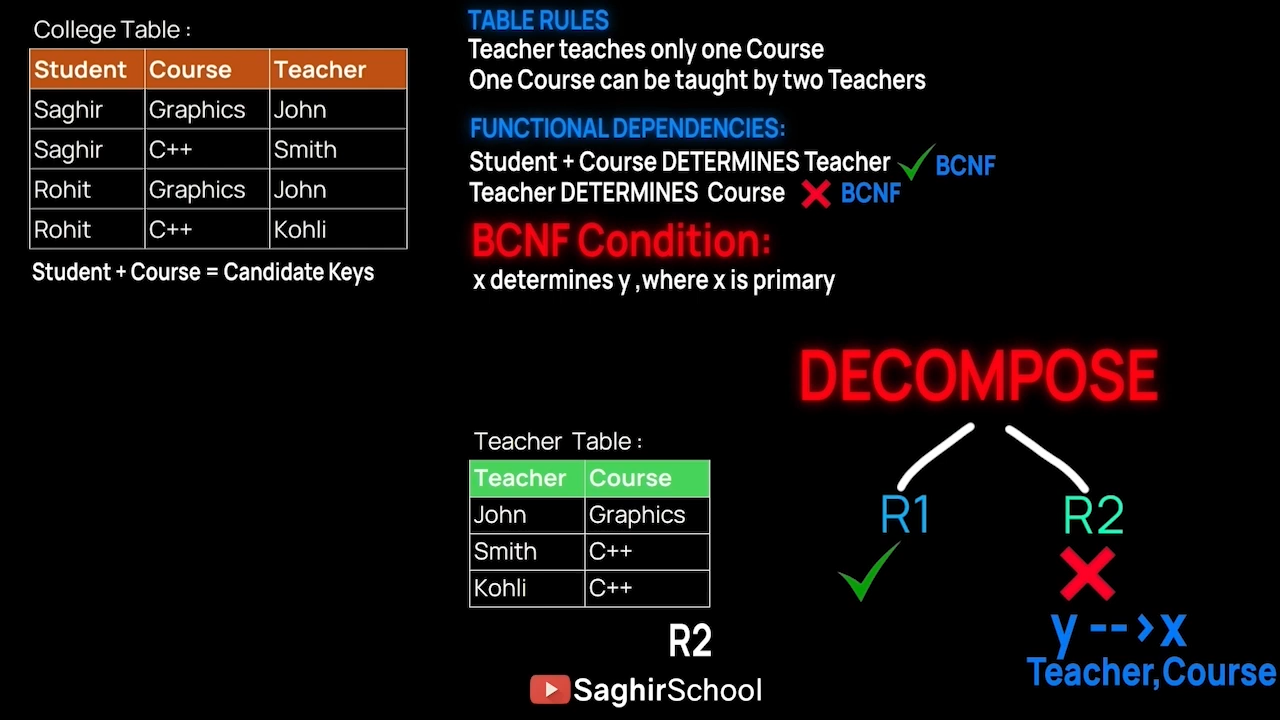 College Table :
Student Course Teacher
Saghir Graphics John
Saghir C++ Smith
Rohit Graphics John
Rohit C++ Kohli
Student + Course = Candidate Keys
TABLE RULES
Teacher teaches only one Course
One Course can be taught by two Teachers
FUNCTIONAL DEPENDENCIES:
Student + Course DETERMINES Teacher BCNF
Teacher DETERMINES Course BCNF
BCNF Condition:
x determines y ,where x is primary
DECOMPOSE
R1 R2
y -->x
Teacher,Course
Teacher Table :
Teacher Course
John Graphics
Smith C++
Kohli C++
R2
SaghirSchool